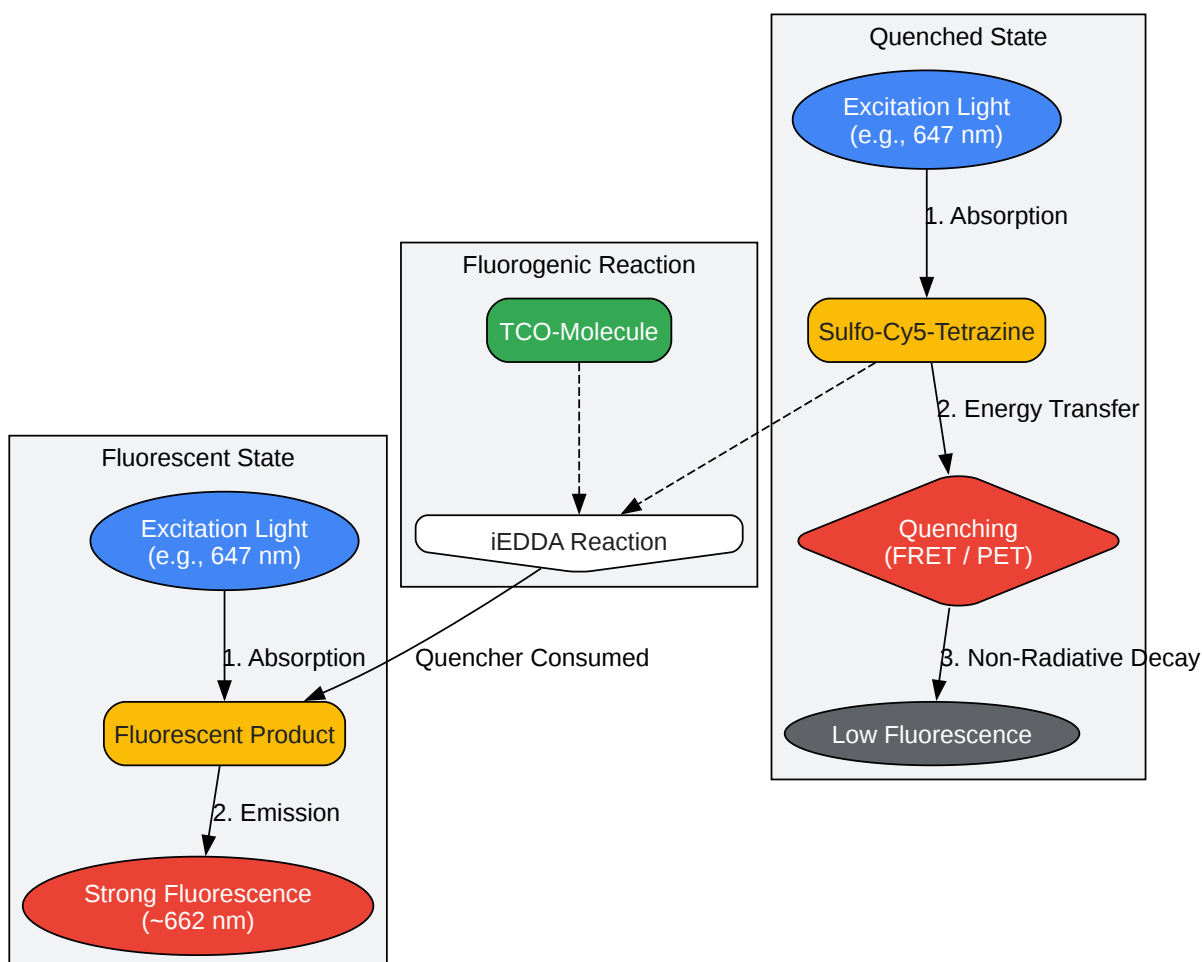 Quenched State
Excitation Light
(e.g., 647 nm)
1. Absorption
Sulfo-Cy5-Tetrazine
2. Energy Transfer
Quenching
(FRET / PET)
3. Non-Radiative Decay
Low Fluorescence
Fluorogenic Reaction
TCO-Molecule
iEDDA Reaction
Quencher Consumed
Fluorescent State
Excitation Light
(e.g., 647 nm)
1. Absorption
Fluorescent Product
2. Emission
Strong Fluorescence
(~662 nm)